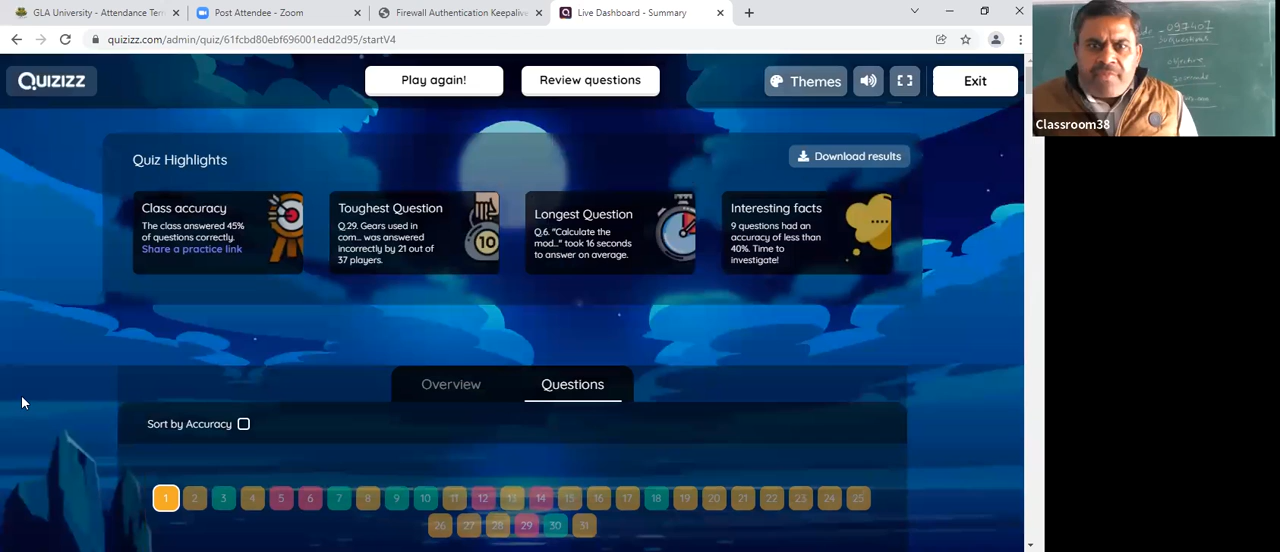 GLA University - Attendance Terr
Post Attendee - Zoom
Firewall Authentication Keepaliv
Live Dashboard - Summary
quizizz.com/admin/quiz/61fcbd80ebf696001edd2d95/startV4
Quizizz
Play again!
Review questions
Themes
Exit
Quiz Highlights
Download results
Class accuracy
The class answered 45%
of questions correctly.
Share a practice link
Toughest Question
Q.29. Gears used in
com... was answered
incorrectly by 21 out of
37 players.
10
Longest Question
Q.6. "Calculate the
mod..." took 16 seconds
to answer on average.
Interesting facts
9 questions had an
accuracy of less than
40%. Time to
investigate!
Overview
Questions
Sort by Accuracy
1 2 3 4 5 6 7 8 9 10 11 12 13 14 15 16 17 18 19 20 21 22 23 24 25
26 27 28 29 30 31
objective
Classroom38